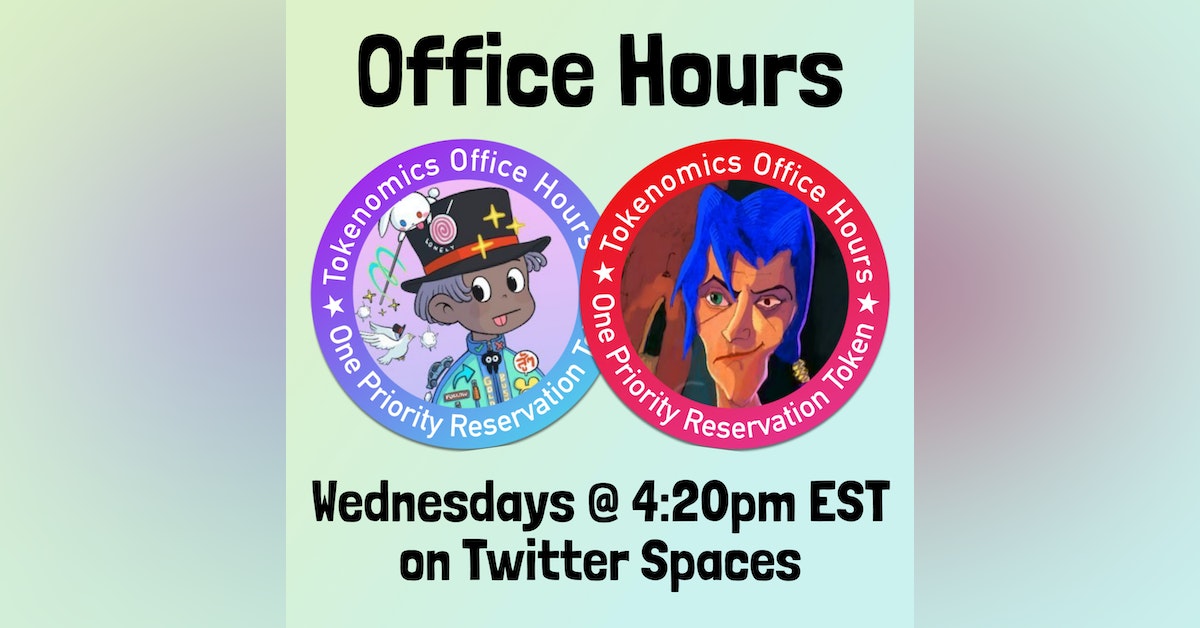 Office Hours
★ Tokenomics Office Hours
★ One Priority Reservation
LONELY
★ Tokenomics Office Hours ★
One Priority Reservation Token
Wednesdays @ 4:20pm EST
on Twitter Spaces